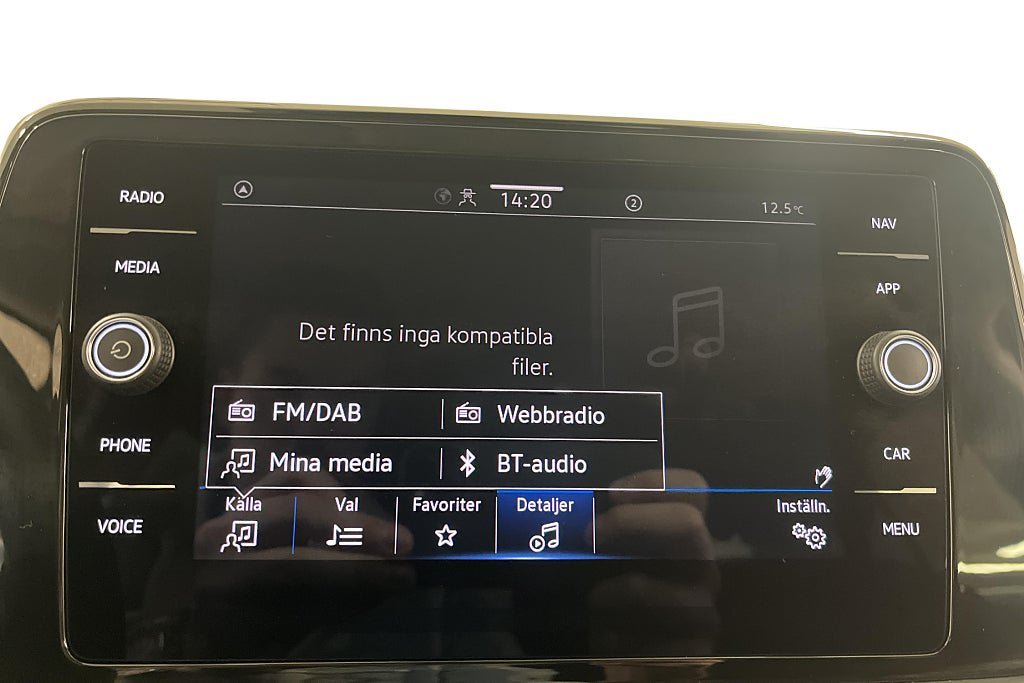 RADIO
MEDIA
PHONE
VOICE
14:20
2
12.5°C
Det finns inga kompatibla
filer.
FM/DAB
Webbradio
Mina media
BT-audio
Källa
Val
Favoriter
Detaljer
Inställn.
NAV
APP
CAR
MENU